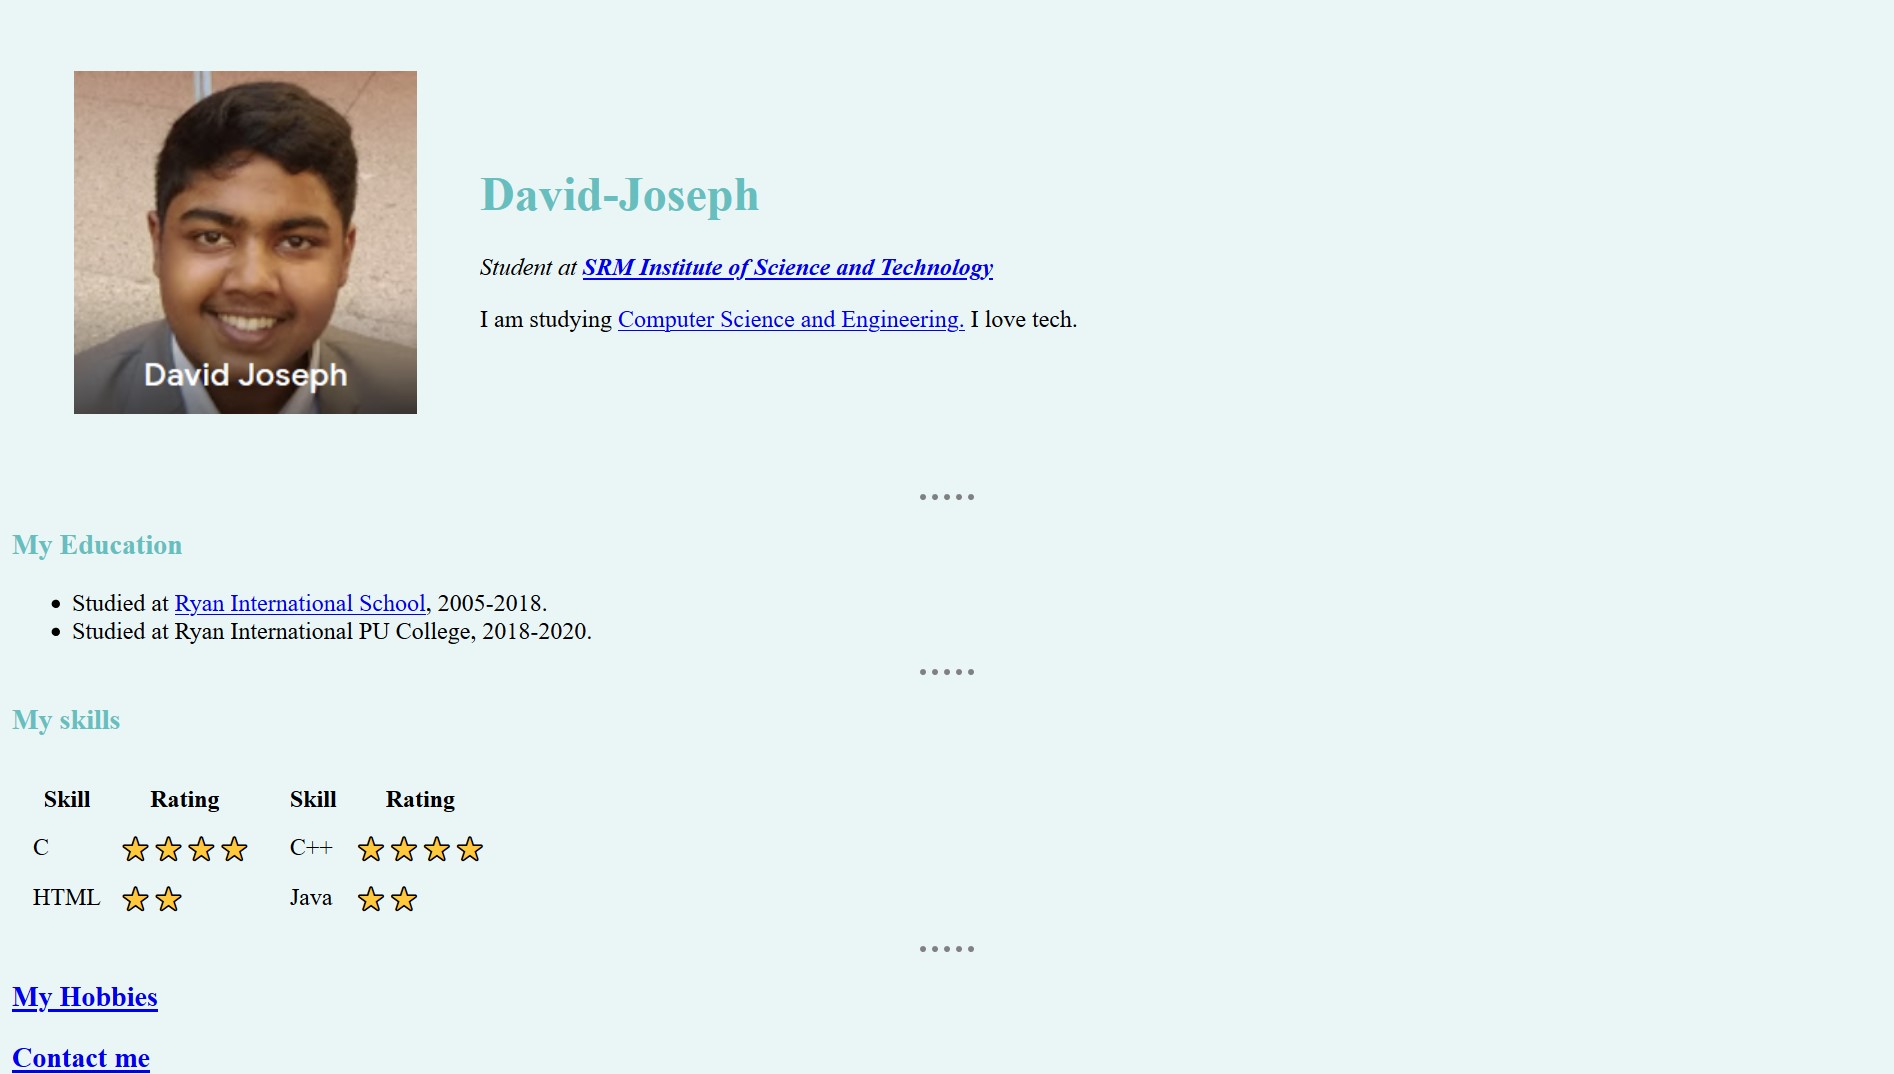 David Joseph
David-Joseph
Student at SRM Institute of Science and Technology
I am studying Computer Science and Engineering. I love tech.
My Education
Studied at Ryan International School, 2005-2018.
Studied at Ryan International PU College, 2018-2020.
My skills
Skill Rating Skill Rating
C C++
HTML Java
My Hobbies
Contact me